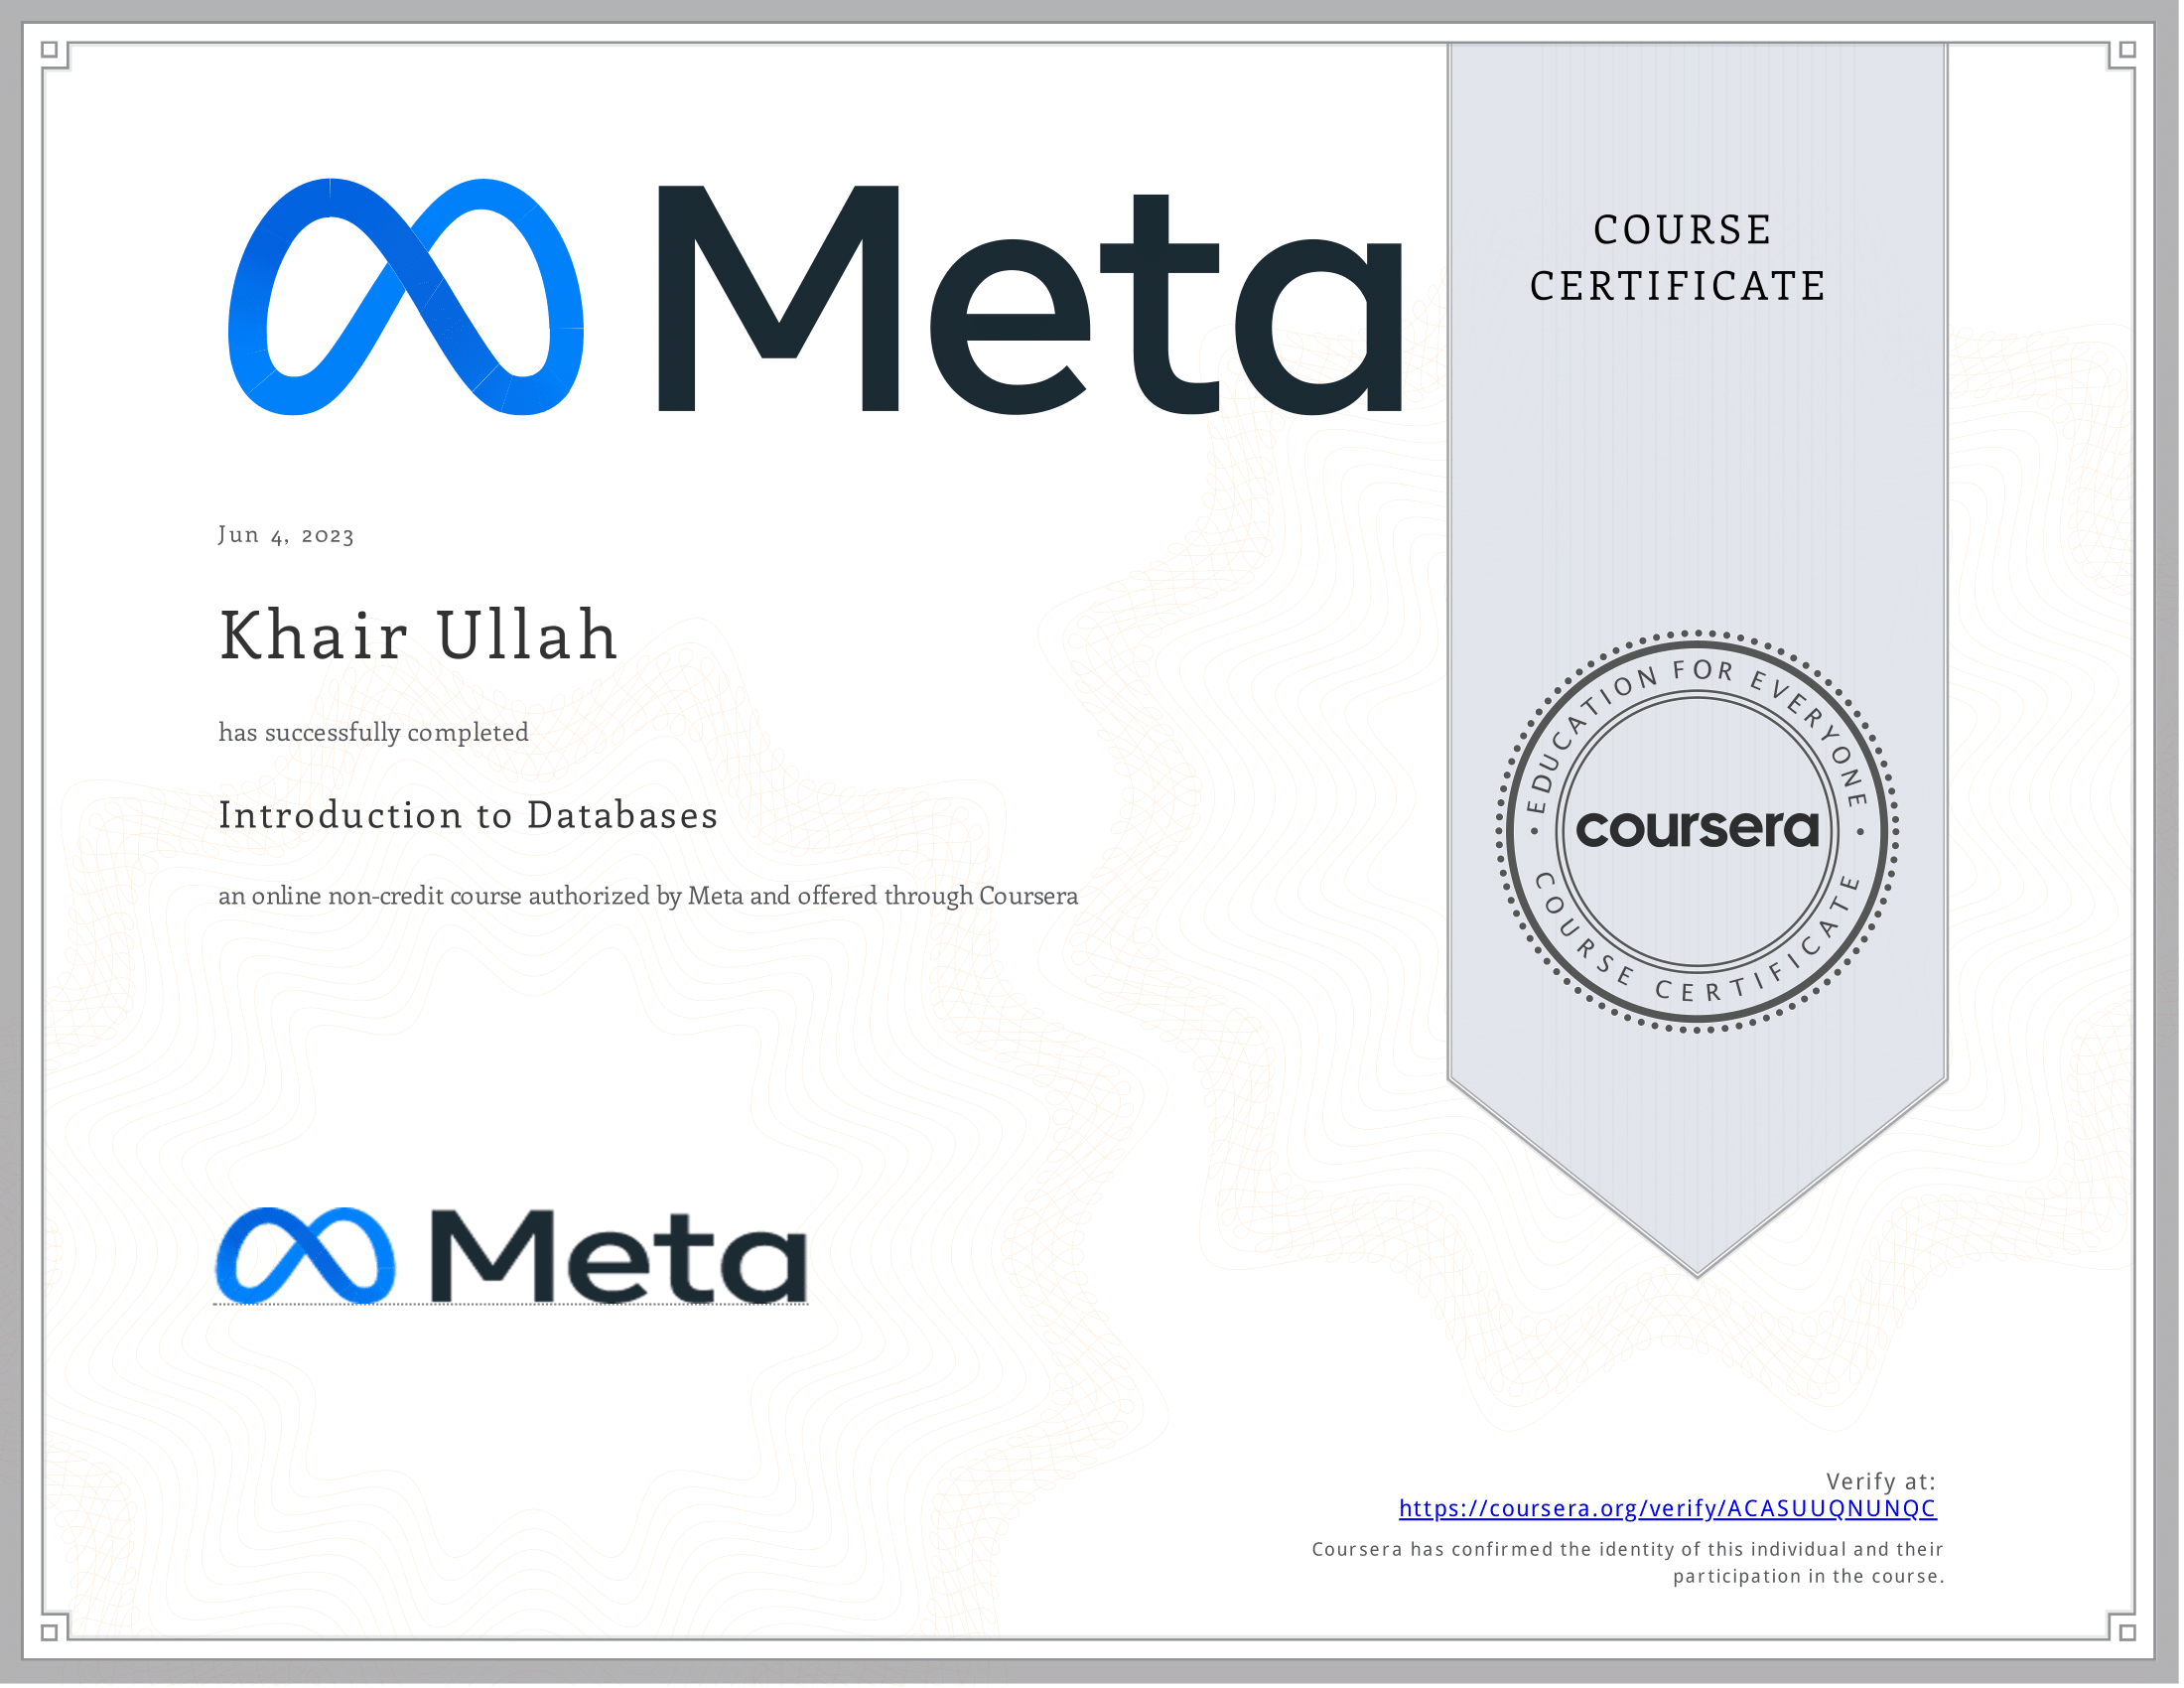 Meta
COURSE
CERTIFICATE
Jun 4, 2023
Khair Ullah
has successfully completed
Introduction to Databases
an online non-credit course authorized by Meta and offered through Coursera
EDUCATION FOR EVERYONE
coursera
COURSE CERTIFICATE
Meta
Verify at:
https://coursera.org/verify/ACASUUQNUNQC
Coursera has confirmed the identity of this individual and their
participation in the course.